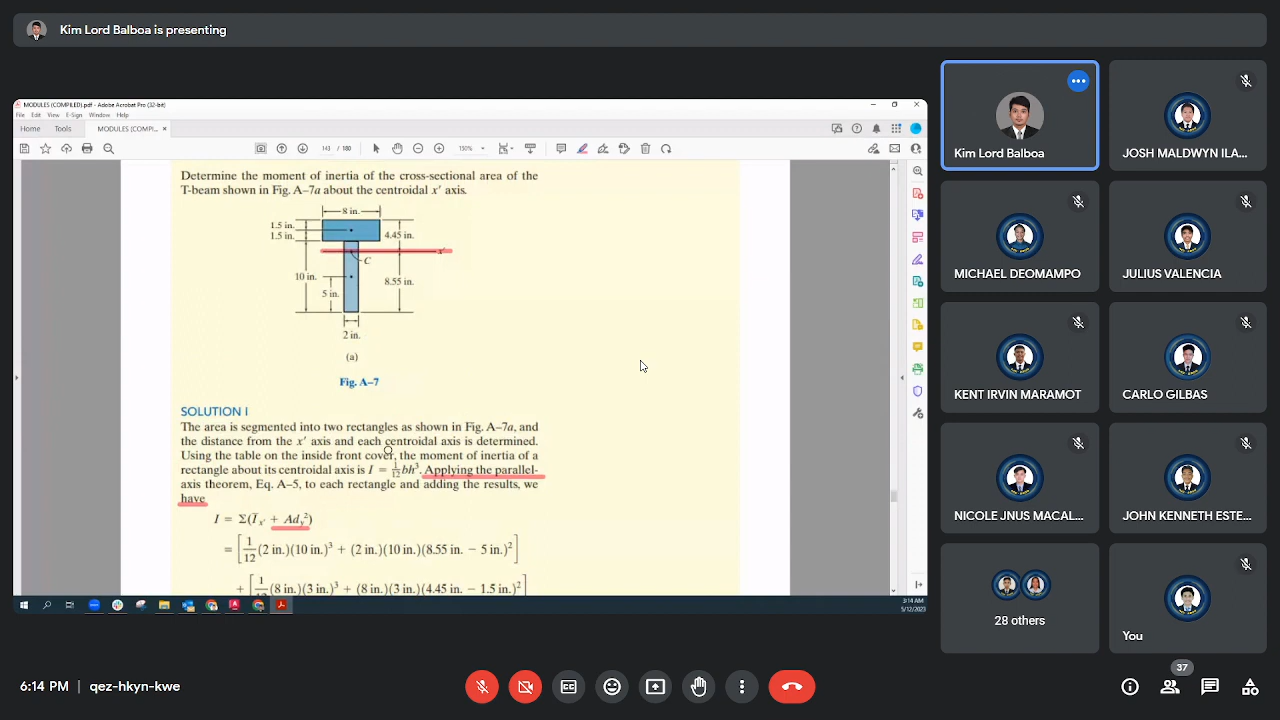 Kim Lord Balboa is presenting
MODULES (COMPILED).pdf - Adobe Acrobat Pro (32-bit)
File Edit View E-Sign Window Help
Home Tools MODULES (COMPI... ×
143 / 180
150%
Determine the moment of inertia of the cross-sectional area of the
T-beam shown in Fig. A–7a about the centroidal x′ axis.
8 in.
1.5 in.
1.5 in.
4.45 in.
x′
C
10 in.
8.55 in.
5 in.
2 in.
(a)
Fig. A–7
SOLUTION I
The area is segmented into two rectangles as shown in Fig. A–7a, and
the distance from the x′ axis and each centroidal axis is determined.
Using the table on the inside front cover, the moment of inertia of a
rectangle about its centroidal axis is I = 1/12 bh³. Applying the parallel-
axis theorem, Eq. A–5, to each rectangle and adding the results, we
have
I = Σ(Ī x′ + Ad y²)
= [1/12 (2 in.)(10 in.)³ + (2 in.)(10 in.)(8.55 in. − 5 in.)²]
+ [1/12 (8 in.)(3 in.)³ + (8 in.)(3 in.)(4.45 in. − 1.5 in.)²]
3:14 AM
5/12/2023
Kim Lord Balboa
JOSH MALDWYN ILA...
MICHAEL DEOMAMPO
JULIUS VALENCIA
KENT IRVIN MARAMOT
CARLO GILBAS
NICOLE JNUS MACAL...
JOHN KENNETH ESTE...
28 others
You
6:14 PM | qez-hkyn-kwe
37